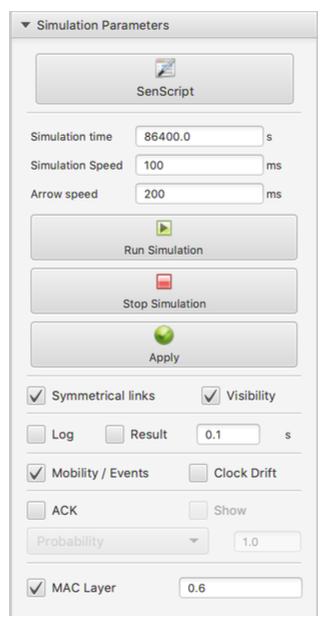 Simulation Parameters
SenScript
Simulation time 86400.0 s
Simulation Speed 100 ms
Arrow speed 200 ms
Run Simulation
Stop Simulation
Apply
Symmetrical links Visibility
Log Result 0.1 s
Mobility / Events Clock Drift
ACK Show
Probability 1.0
MAC Layer 0.6